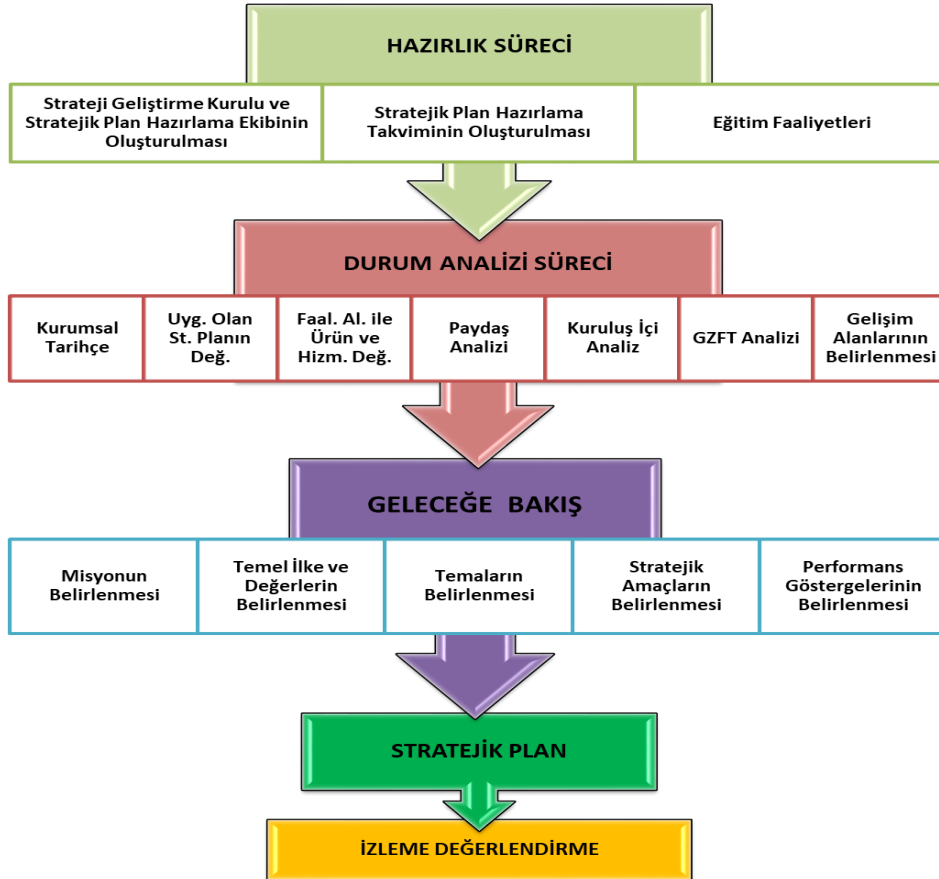 HAZIRLIK SÜRECİ
Strateji Geliştirme Kurulu ve
Stratejik Plan Hazırlama Ekibinin
Oluşturulması
Stratejik Plan Hazırlama
Takviminin Oluşturulması
Eğitim Faaliyetleri
DURUM ANALİZİ SÜRECİ
Kurumsal
Tarihçe
Uyg. Olan
St. Planın
Değ.
Faal. Al. ile
Ürün ve
Hizm. Değ.
Paydaş
Analizi
Kuruluş İçi
Analiz
GZFT Analizi
Gelişim
Alanlarının
Belirlenmesi
GELECEĞE BAKIŞ
Misyonun
Belirlenmesi
Temel İlke ve
Değerlerin
Belirlenmesi
Temaların
Belirlenmesi
Stratejik
Amaçların
Belirlenmesi
Performans
Göstergelerinin
Belirlenmesi
STRATEJİK PLAN
İZLEME DEĞERLENDİRME